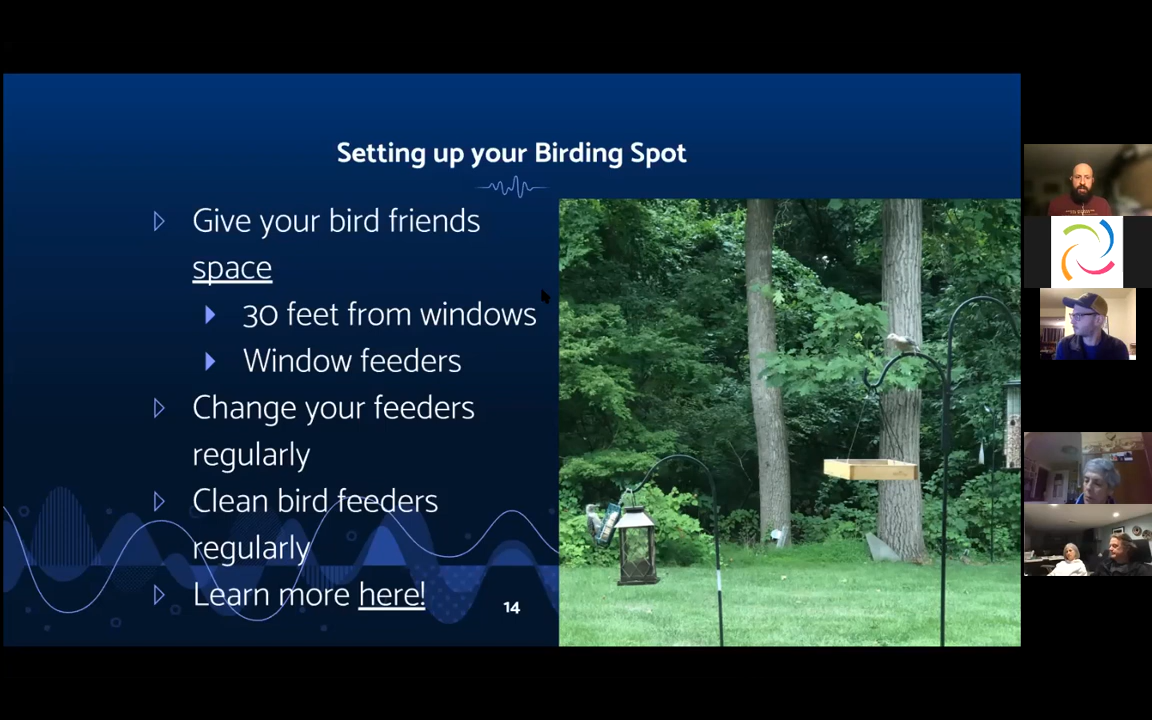 Setting up your Birding Spot
Give your bird friends
space
30 feet from windows
Window feeders
Change your feeders
regularly
Clean bird feeders
regularly
Learn more here!
14